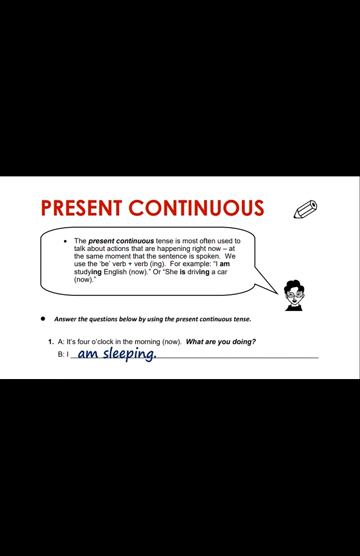 PRESENT CONTINUOUS
• The present continuous tense is most often used to
talk about actions that are happening right now – at
the same moment that the sentence is spoken. We
use the 'be' verb + verb (ing). For example: "I am
studying English (now)." Or "She is driving a car
(now)."
● Answer the questions below by using the present continuous tense.
1. A: It's four o'clock in the morning (now). What are you doing?
B: I am sleeping.